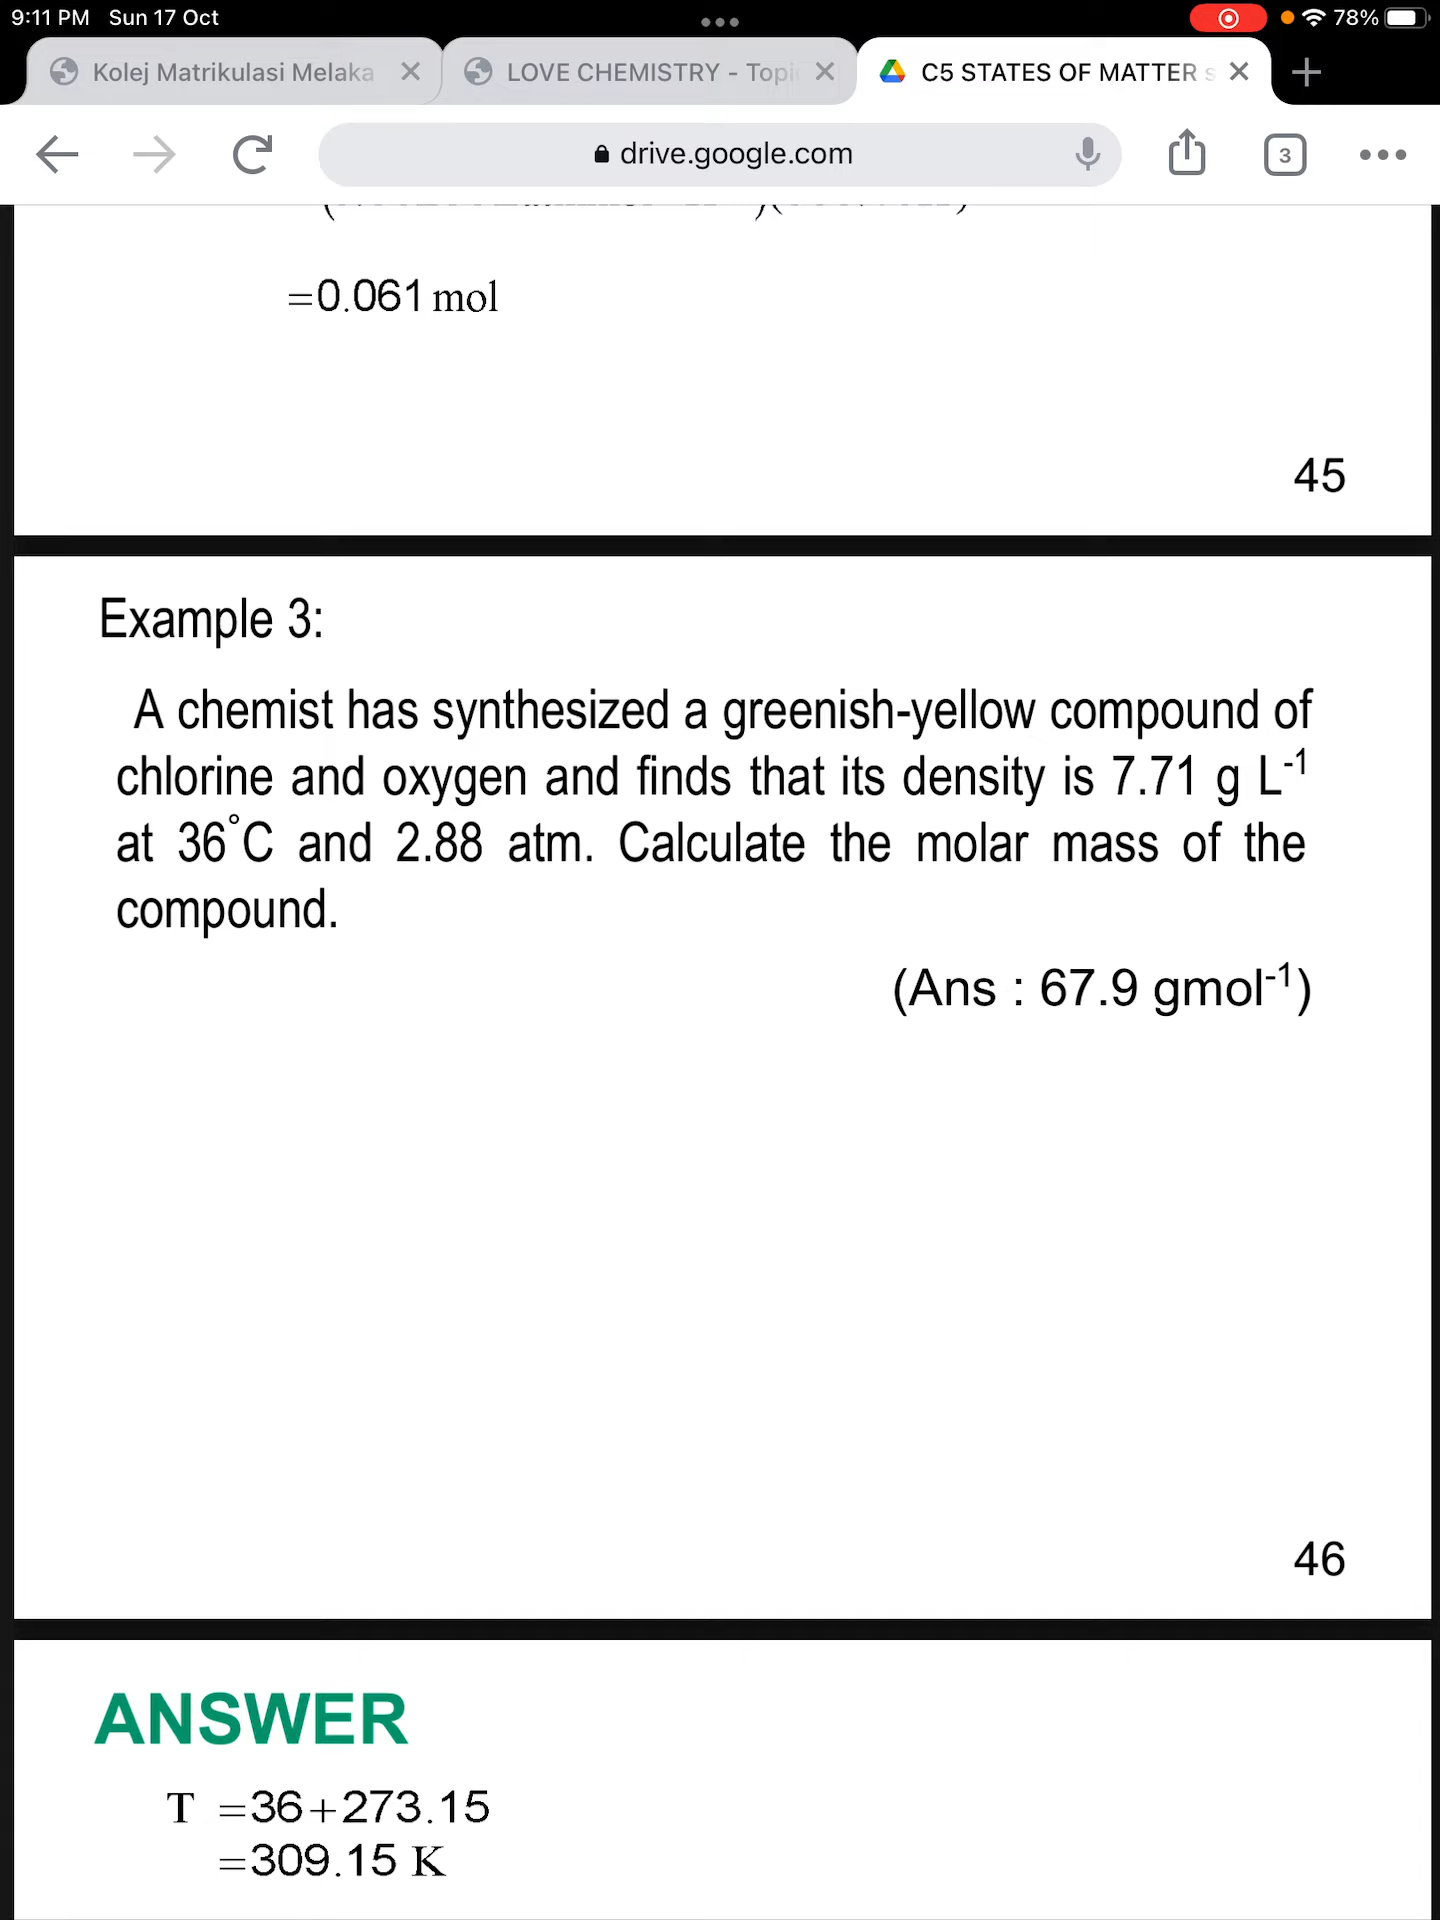 9:11 PM Sun 17 Oct
78%
Kolej Matrikulasi Melaka
LOVE CHEMISTRY - Topi
C5 STATES OF MATTER s
drive.google.com
3
=0.061 mol
45
Example 3:
A chemist has synthesized a greenish-yellow compound of
chlorine and oxygen and finds that its density is 7.71 g L⁻¹
at 36°C and 2.88 atm. Calculate the molar mass of the
compound.
(Ans : 67.9 gmol⁻¹)
46
ANSWER
T =36+273.15
=309.15 K